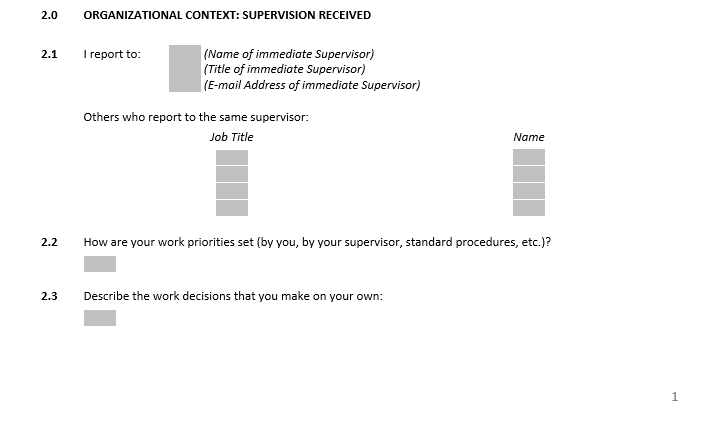 2.0 ORGANIZATIONAL CONTEXT: SUPERVISION RECEIVED
2.1 I report to: (Name of immediate Supervisor)
(Title of immediate Supervisor)
(E-mail Address of immediate Supervisor)
Others who report to the same supervisor:
Job Title Name
2.2 How are your work priorities set (by you, by your supervisor, standard procedures, etc.)?
2.3 Describe the work decisions that you make on your own:
1